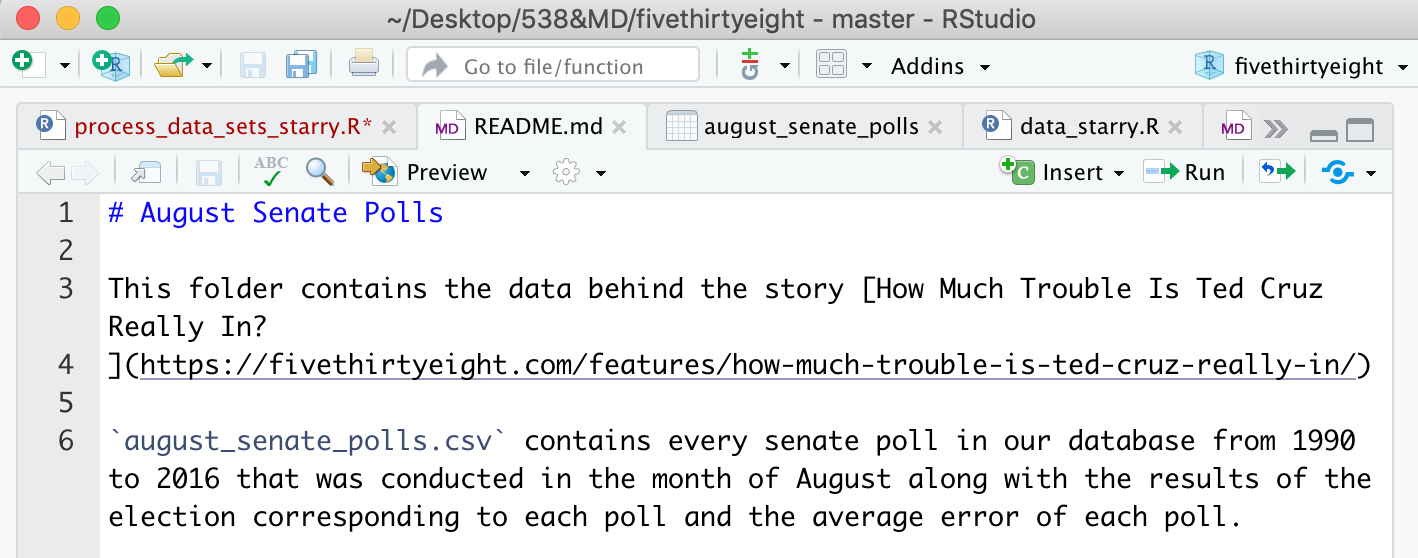 ~/Desktop/538&MD/fivethirtyeight - master - RStudio
Go to file/function
Addins
R fivethirtyeight
process_data_sets_starry.R*
MD README.md
august_senate_polls
R data_starry.R
MD
ABC
Preview
C Insert
Run
1 # August Senate Polls
2
3 This folder contains the data behind the story [How Much Trouble Is Ted Cruz
Really In?
4 ](https://fivethirtyeight.com/features/how-much-trouble-is-ted-cruz-really-in/)
5
6 `august_senate_polls.csv` contains every senate poll in our database from 1990
to 2016 that was conducted in the month of August along with the results of the
election corresponding to each poll and the average error of each poll.